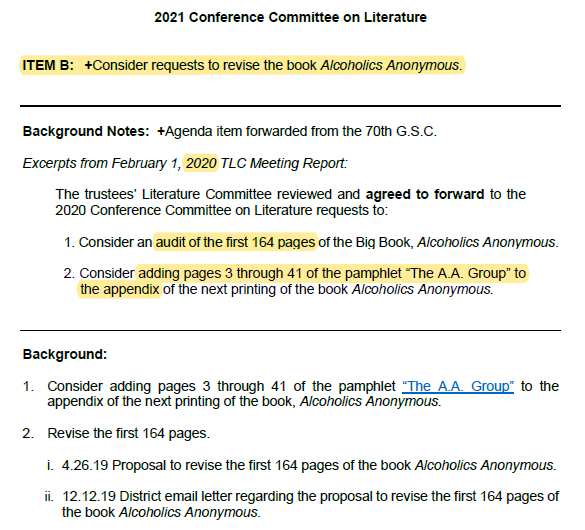 2021 Conference Committee on Literature
ITEM B: +Consider requests to revise the book Alcoholics Anonymous.
Background Notes: +Agenda item forwarded from the 70th G.S.C.
Excerpts from February 1, 2020 TLC Meeting Report:
The trustees’ Literature Committee reviewed and agreed to forward to the
2020 Conference Committee on Literature requests to:
1. Consider an audit of the first 164 pages of the Big Book, Alcoholics Anonymous.
2. Consider adding pages 3 through 41 of the pamphlet “The A.A. Group” to
the appendix of the next printing of the book Alcoholics Anonymous.
Background:
1. Consider adding pages 3 through 41 of the pamphlet “The A.A. Group” to the
appendix of the next printing of the book, Alcoholics Anonymous.
2. Revise the first 164 pages.
i. 4.26.19 Proposal to revise the first 164 pages of the book Alcoholics Anonymous.
ii. 12.12.19 District email letter regarding the proposal to revise the first 164 pages of
the book Alcoholics Anonymous.